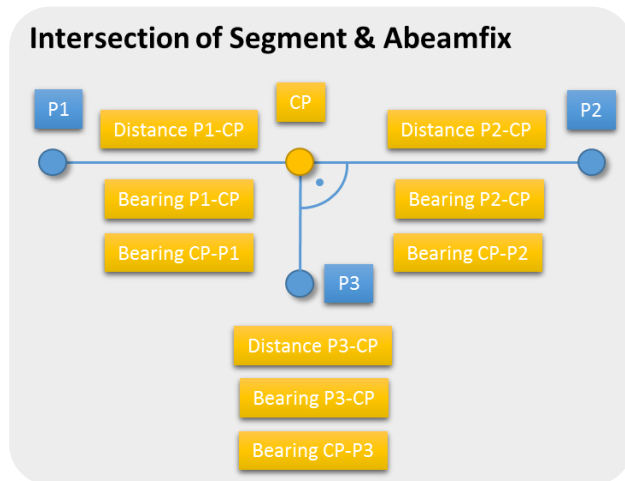 Intersection of Segment & Abeamfix
P1
CP
P2
Distance P1-CP
Distance P2-CP
Bearing P1-CP
Bearing P2-CP
Bearing CP-P1
Bearing CP-P2
P3
Distance P3-CP
Bearing P3-CP
Bearing CP-P3